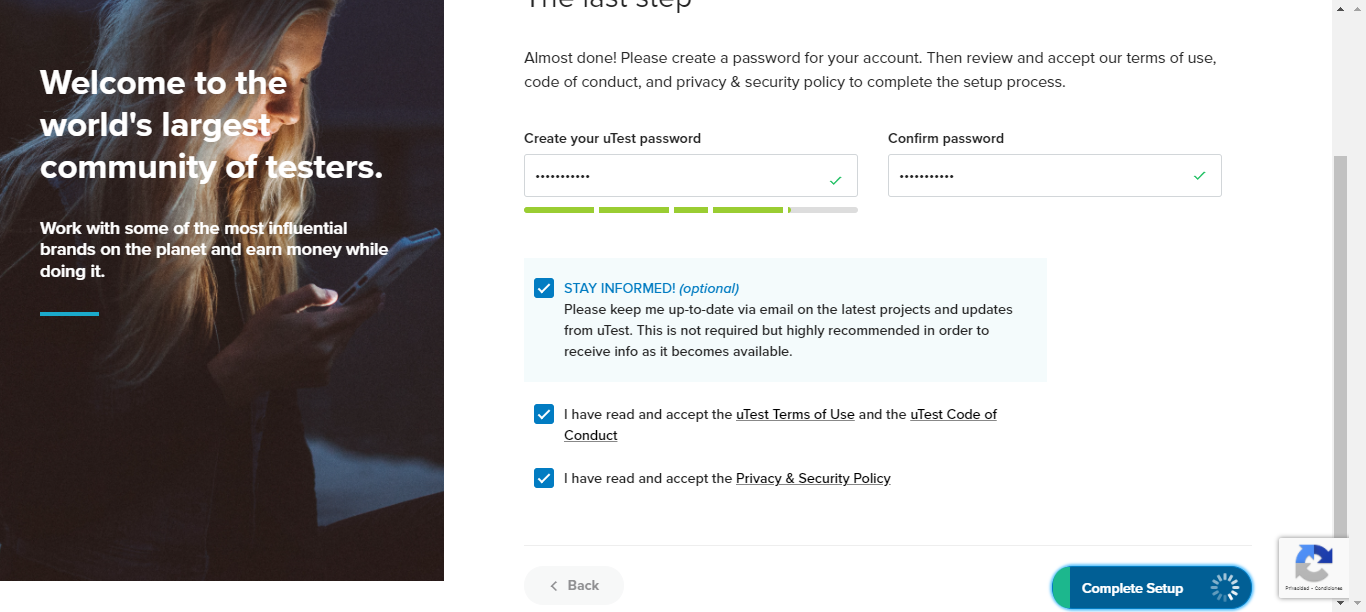 The last step
Welcome to the
world's largest
community of testers.
Work with some of the most influential
brands on the planet and earn money while
doing it.
Almost done! Please create a password for your account. Then review and accept our terms of use,
code of conduct, and privacy & security policy to complete the setup process.
Create your uTest password
Confirm password
•••••••••••
•••••••••••
STAY INFORMED! (optional)
Please keep me up-to-date via email on the latest projects and updates
from uTest. This is not required but highly recommended in order to
receive info as it becomes available.
I have read and accept the uTest Terms of Use and the uTest Code of
Conduct
I have read and accept the Privacy & Security Policy
Back
Complete Setup
Privacidad - Condiciones